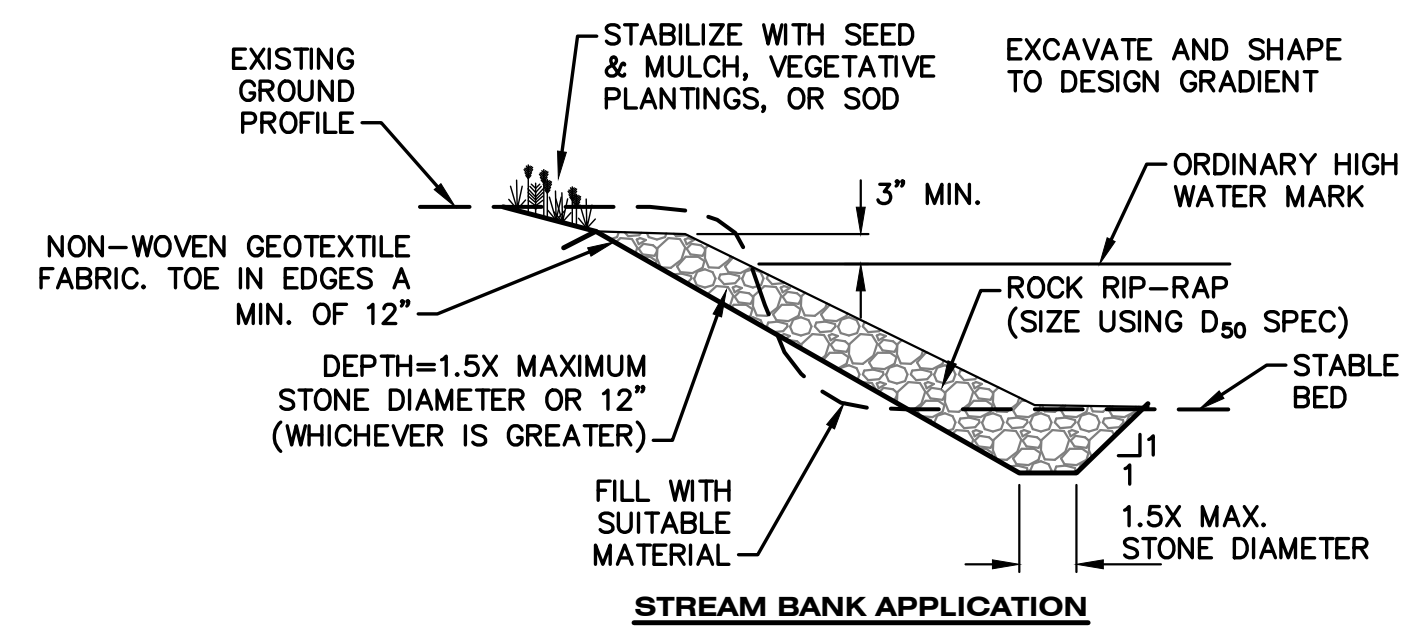 EXISTING
GROUND
PROFILE
STABILIZE WITH SEED
& MULCH, VEGETATIVE
PLANTINGS, OR SOD
EXCAVATE AND SHAPE
TO DESIGN GRADIENT
ORDINARY HIGH
WATER MARK
3" MIN.
NON-WOVEN GEOTEXTILE
FABRIC. TOE IN EDGES A
MIN. OF 12"
ROCK RIP-RAP
(SIZE USING D50 SPEC)
DEPTH=1.5X MAXIMUM
STONE DIAMETER OR 12"
(WHICHEVER IS GREATER)
STABLE
BED
1
1
FILL WITH
SUITABLE
MATERIAL
1.5X MAX.
STONE DIAMETER
STREAM BANK APPLICATION